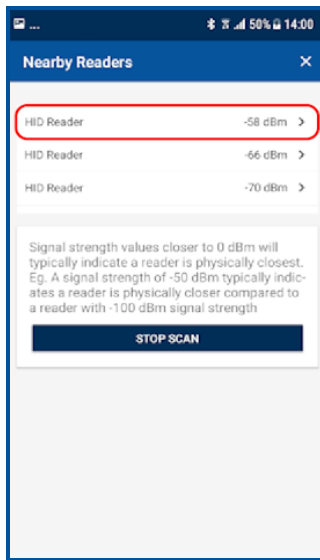 ... 50% 14:00
Nearby Readers ×
HID Reader -58 dBm >
HID Reader -66 dBm >
HID Reader -70 dBm >
Signal strength values closer to 0 dBm will
typically indicate a reader is physically closest.
Eg. A signal strength of -50 dBm typically indic-
ates a reader is physically closer compared to
a reader with -100 dBm signal strength
STOP SCAN